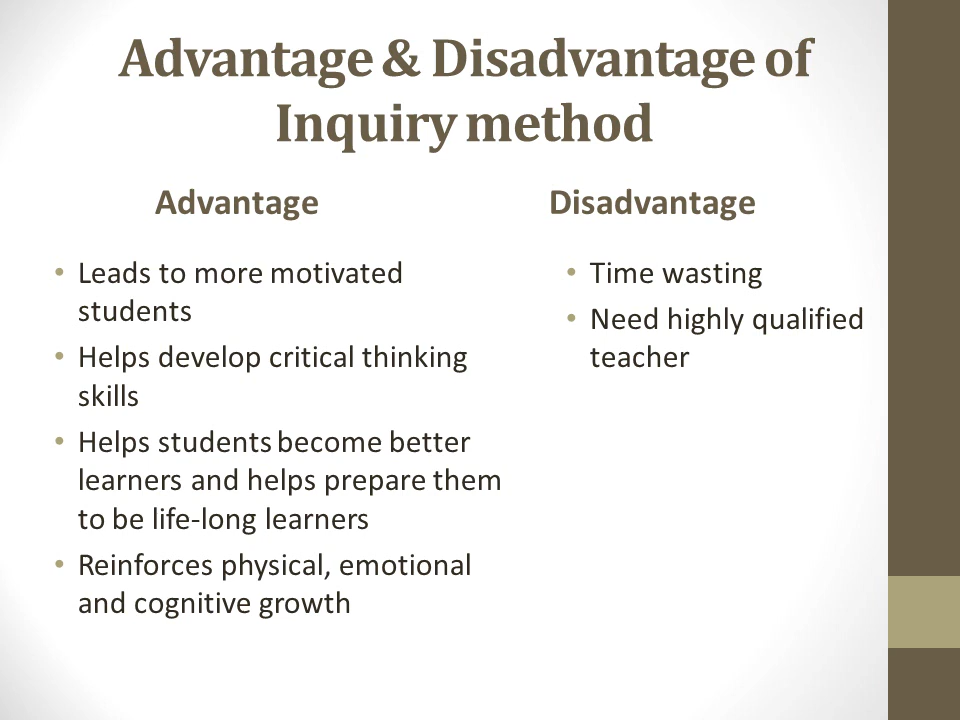 Advantage & Disadvantage of
Inquiry method
Advantage
• Leads to more motivated
students
• Helps develop critical thinking
skills
• Helps students become better
learners and helps prepare them
to be life-long learners
• Reinforces physical, emotional
and cognitive growth
Disadvantage
• Time wasting
• Need highly qualified
teacher